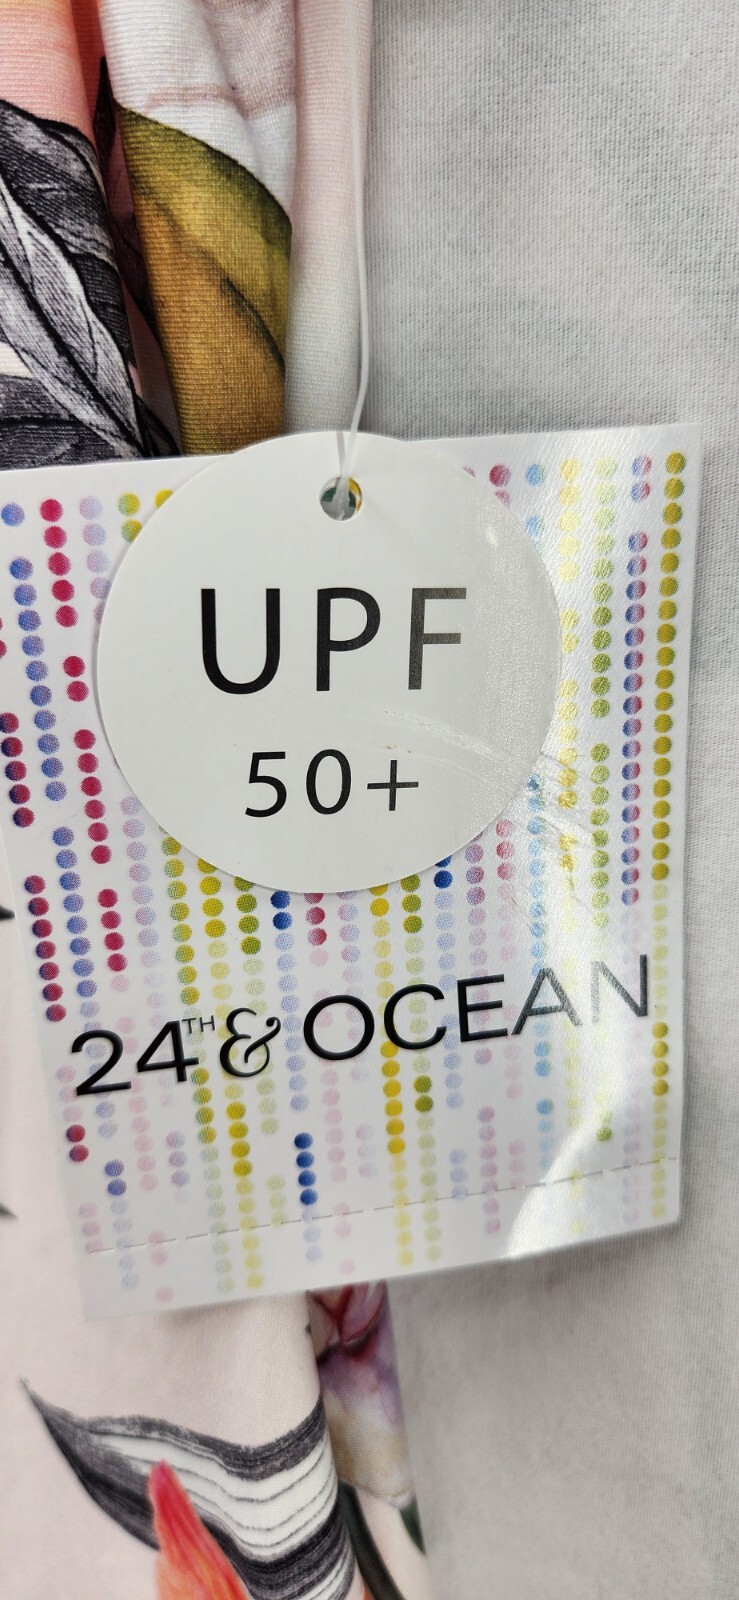 UPF
50+
24TH & OCEAN